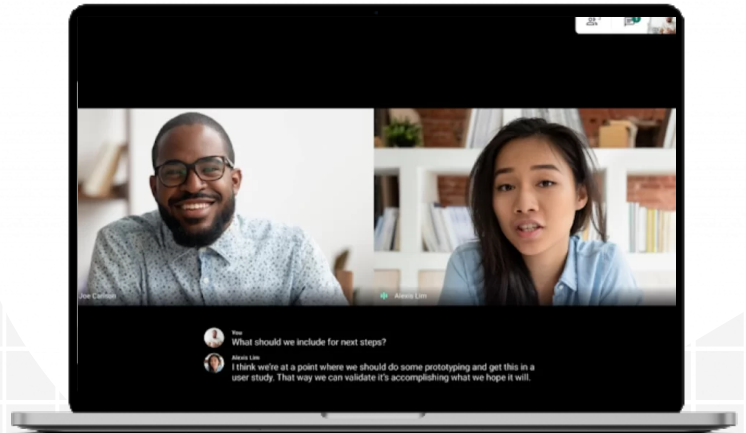 Joe Carlson
Alexis Lim
You
What should we include for next steps?
Alexis Lim
I think we're at a point where we should do some prototyping and get this in a
user study. That way we can validate it's accomplishing what we hope it will.